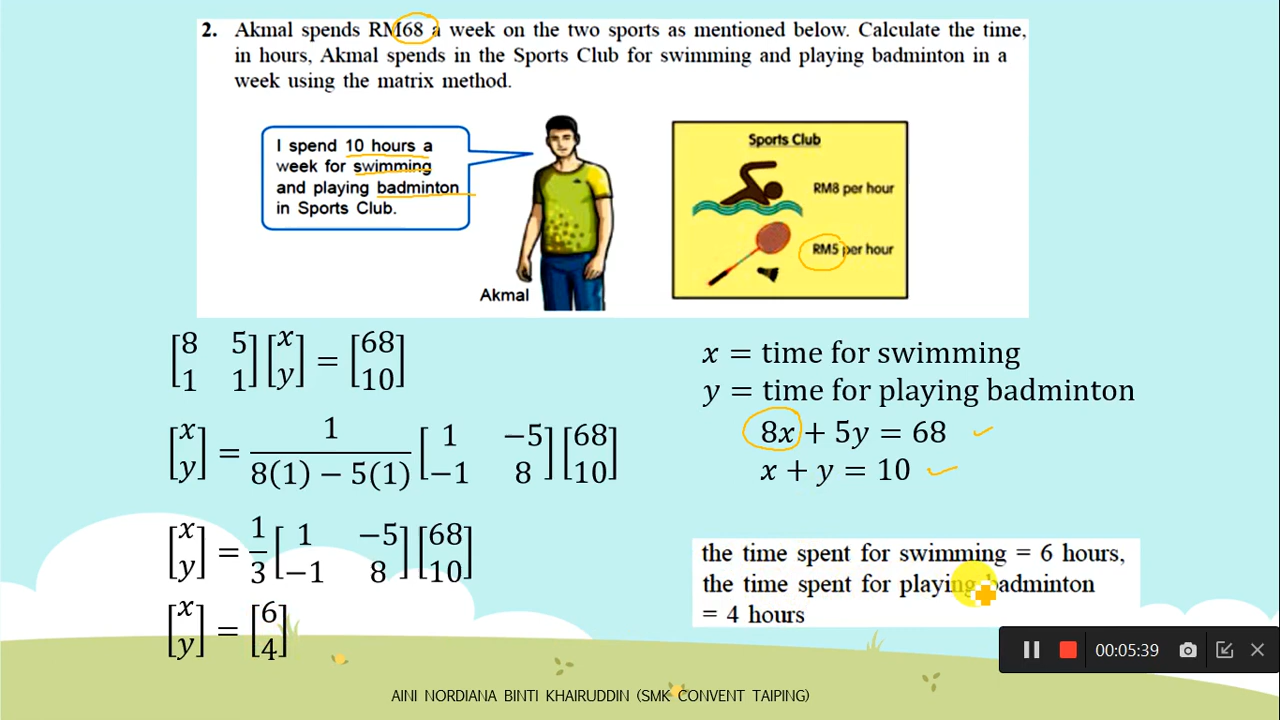 2. Akmal spends RM68 a week on the two sports as mentioned below. Calculate the time,
in hours, Akmal spends in the Sports Club for swimming and playing badminton in a
week using the matrix method.
I spend 10 hours a
week for swimming
and playing badminton
in Sports Club.
Akmal
Sports Club
RM8 per hour
RM5 per hour
[8 5
1 1] [x
y] = [68
10]
[x
y] = 1/(8(1) − 5(1)) [1 −5
−1 8] [68
10]
[x
y] = 1/3 [1 −5
−1 8] [68
10]
[x
y] = [6
4]
x = time for swimming
y = time for playing badminton
8x + 5y = 68
x + y = 10
the time spent for swimming = 6 hours,
the time spent for playing badminton
= 4 hours
00:05:39
AINI NORDIANA BINTI KHAIRUDDIN (SMK CONVENT TAIPING)